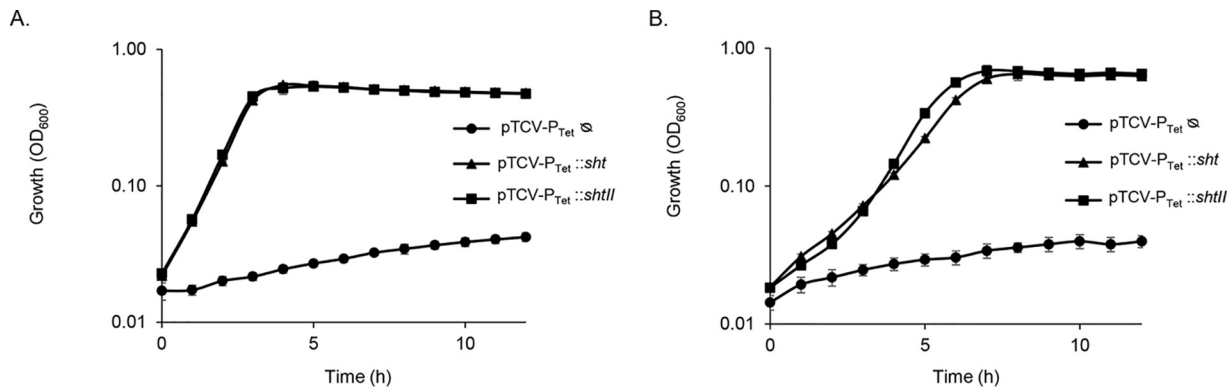 A.
1.00
0.10
0.01
0
5
10
Growth (OD600)
Time (h)
pTCV-PTet ∅
pTCV-PTet ::sht
pTCV-PTet ::shtII
B.
1.00
0.10
0.01
0
5
10
Growth (OD600)
Time (h)
pTCV-PTet ∅
pTCV-PTet ::sht
pTCV-PTet ::shtII